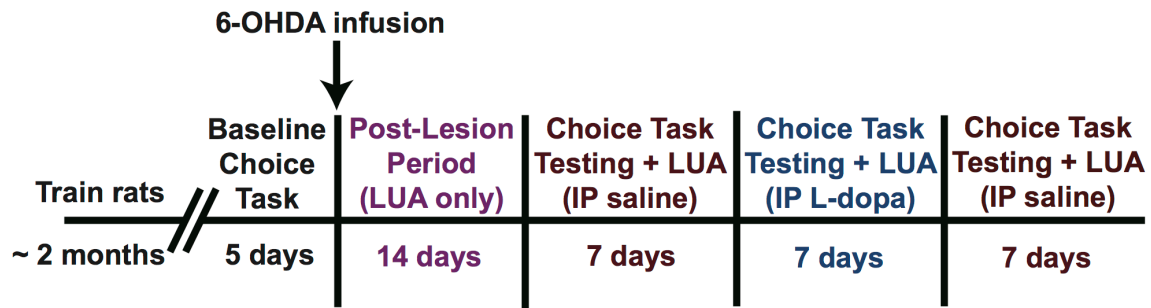 6-OHDA infusion
Train rats
~ 2 months
Baseline
Choice
Task
5 days
Post-Lesion
Period
(LUA only)
14 days
Choice Task
Testing + LUA
(IP saline)
7 days
Choice Task
Testing + LUA
(IP L-dopa)
7 days
Choice Task
Testing + LUA
(IP saline)
7 days